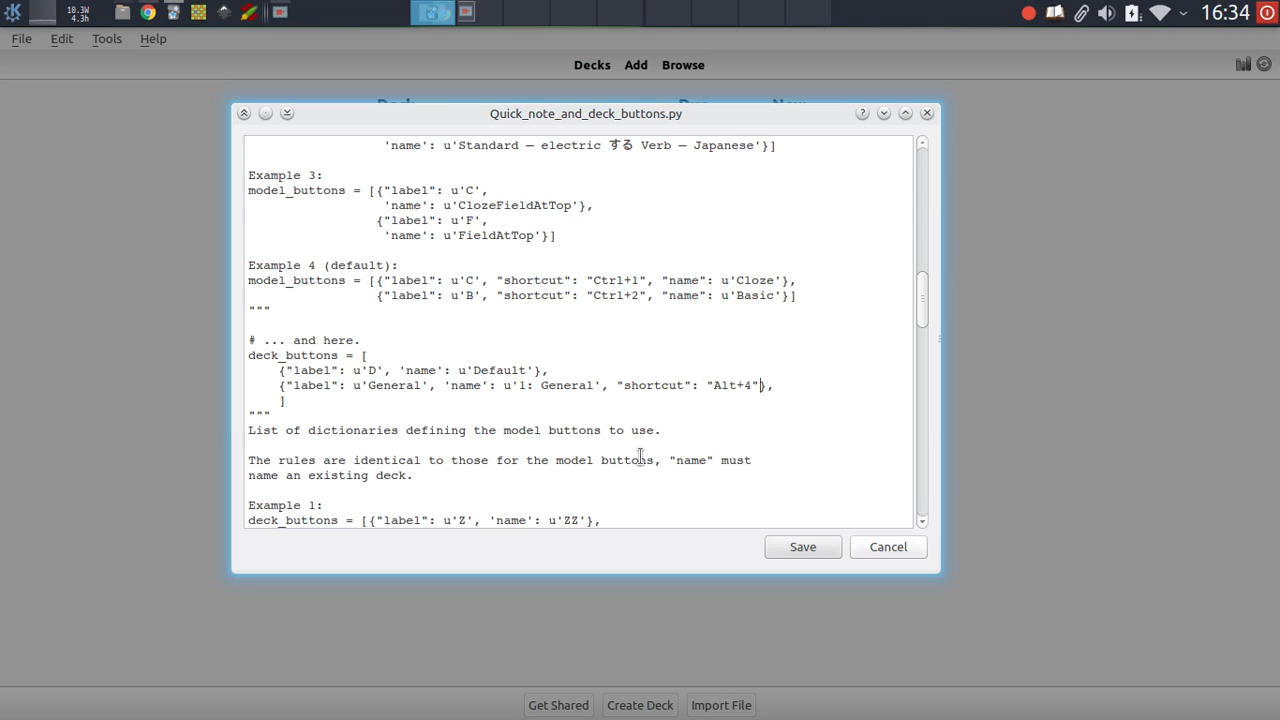 10.3W
4.3h
16:34
File Edit Tools Help
Decks Add Browse
Quick_note_and_deck_buttons.py
'name': u'Standard — electric する Verb — Japanese'}]
Example 3:
model_buttons = [{"label": u'C',
'name': u'ClozeFieldAtTop'},
{"label": u'F',
'name': u'FieldAtTop'}]
Example 4 (default):
model_buttons = [{"label": u'C', "shortcut": "Ctrl+1", "name": u'Cloze'},
{"label": u'B', "shortcut": "Ctrl+2", "name": u'Basic'}]
"""
# ... and here.
deck_buttons = [
{"label": u'D', 'name': u'Default'},
{"label": u'General', 'name': u'1: General', "shortcut": "Alt+4"},
]
"""
List of dictionaries defining the model buttons to use.
The rules are identical to those for the model buttons, "name" must
name an existing deck.
Example 1:
deck_buttons = [{"label": u'Z', 'name': u'ZZ'},
Save Cancel
Get Shared Create Deck Import File